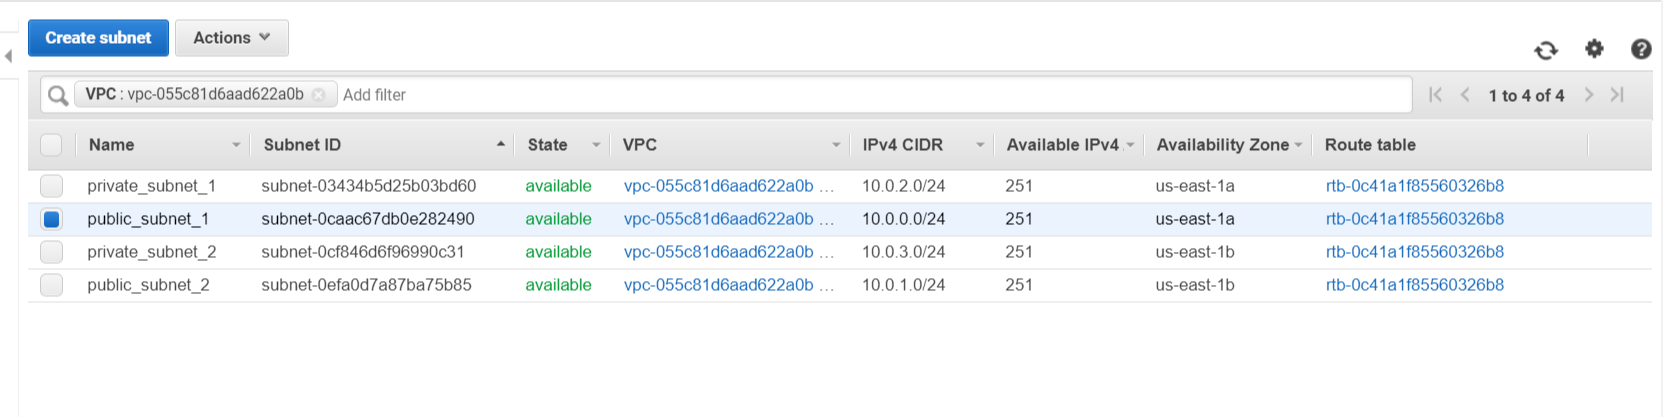 Create subnet Actions
VPC : vpc-055c81d6aad622a0b Add filter 1 to 4 of 4
Name Subnet ID State VPC IPv4 CIDR Available IPv4 Availability Zone Route table
private_subnet_1 subnet-03434b5d25b03bd60 available vpc-055c81d6aad622a0b ... 10.0.2.0/24 251 us-east-1a rtb-0c41a1f85560326b8
public_subnet_1 subnet-0caac67db0e282490 available vpc-055c81d6aad622a0b ... 10.0.0.0/24 251 us-east-1a rtb-0c41a1f85560326b8
private_subnet_2 subnet-0cf846d6f96990c31 available vpc-055c81d6aad622a0b ... 10.0.3.0/24 251 us-east-1b rtb-0c41a1f85560326b8
public_subnet_2 subnet-0efa0d7a87ba75b85 available vpc-055c81d6aad622a0b ... 10.0.1.0/24 251 us-east-1b rtb-0c41a1f85560326b8